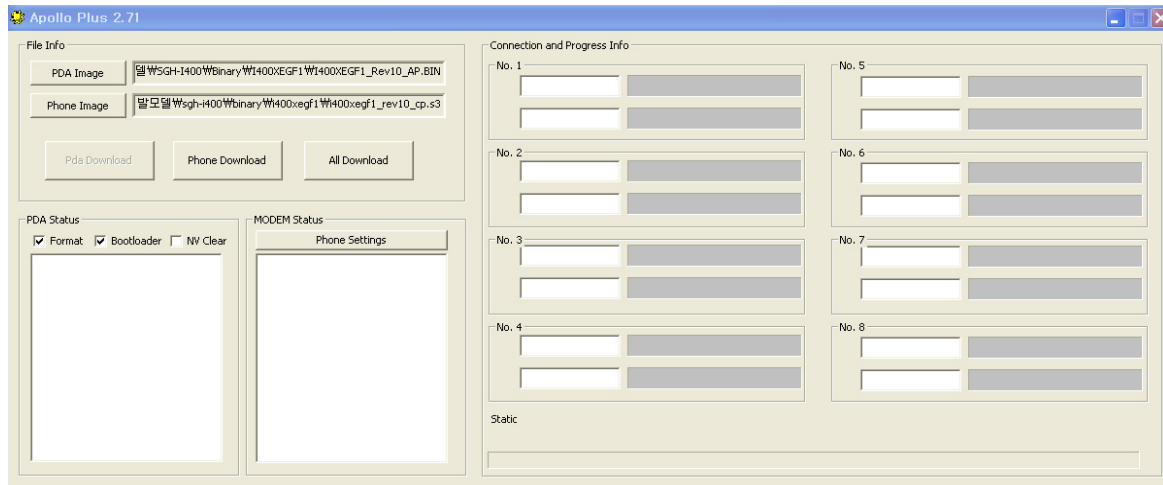 Apollo Plus 2.71
File Info
PDA Image
델₩SGH-I400₩Binary₩I400XEGF1₩I400XEGF1_Rev10_AP.BIN
Phone Image
발모델₩sgh-i400₩binary₩i400xegf1₩i400xegf1_rev10_cp.s3
Pda Download
Phone Download
All Download
PDA Status
Format
Bootloader
NV Clear
MODEM Status
Phone Settings
Connection and Progress Info
No. 1
No. 2
No. 3
No. 4
No. 5
No. 6
No. 7
No. 8
Static